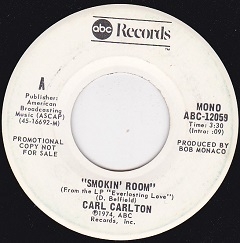 abc Records
A
Publisher:
American
Broadcasting
Music (ASCAP)
(45-16692-M)
MONO
ABC-12059
Time: 3:30
(Intro: 09)
PROMOTIONAL
COPY NOT
FOR SALE
PRODUCED BY
BOB MONACO
"SMOKIN' ROOM"
(From the LP "Everlasting Love")
(D. Belfield)
CARL CARLTON
©1974, ABC
Records, Inc.